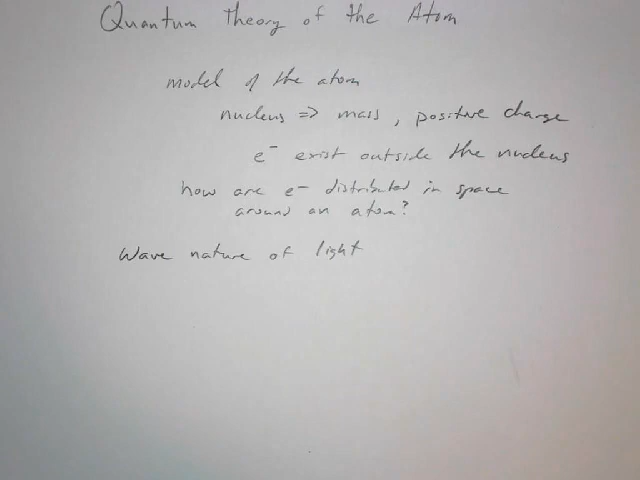 Quantum Theory of the Atom
model of the atom
nucleus => mass, positive charge
e⁻ exist outside the nucleus
how are e⁻ distributed in space
around an atom?
Wave nature of light